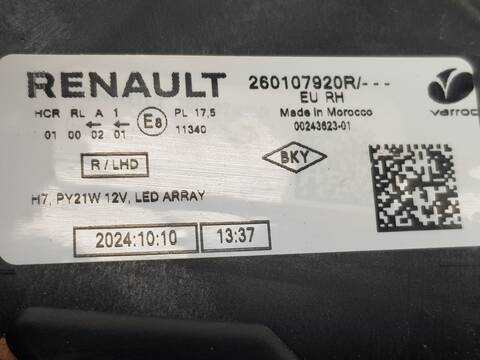 RENAULT 260107920R/---
EU RH
HCR RL A 1 E8 PL 17,5 Made in Morocco
01 00 02 01 11340 00243623-01
varroc
R / LHD BKY
H7, PY21W 12V, LED ARRAY
2024:10:10 13:37